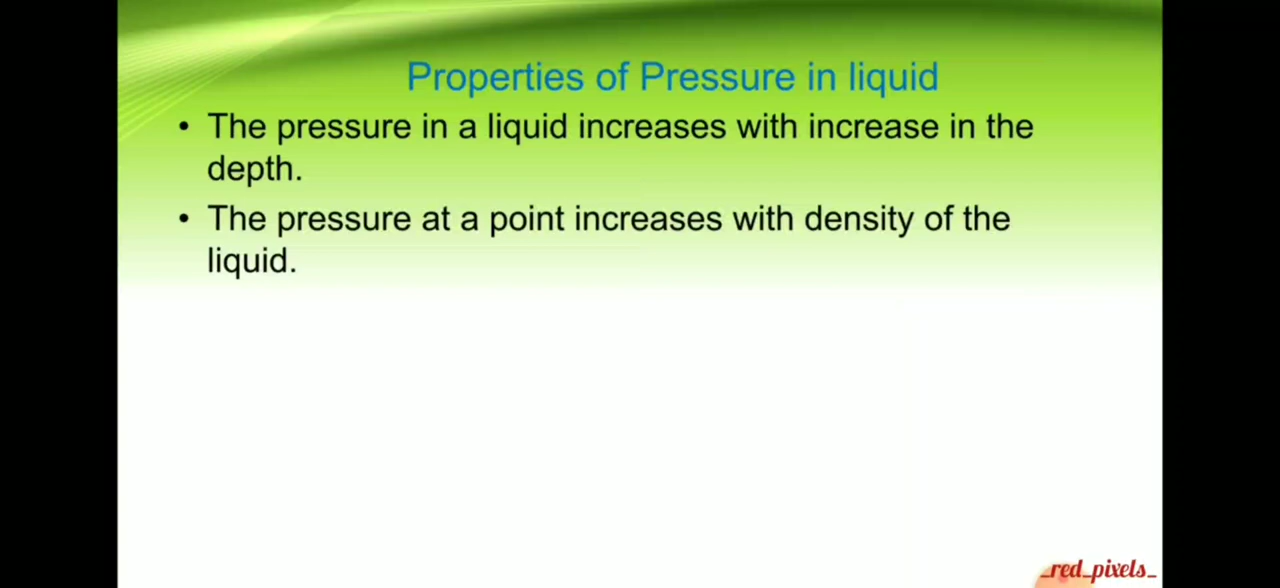 Properties of Pressure in liquid
• The pressure in a liquid increases with increase in the
depth.
• The pressure at a point increases with density of the
liquid.
_red_pixels_